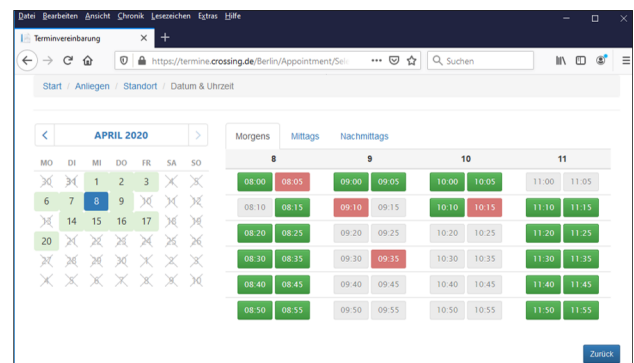 Datei Bearbeiten Ansicht Chronik Lesezeichen Extras Hilfe
Terminvereinbarung
https://termine.crossing.de/Berlin/Appointment/Sele
Suchen
Start / Anliegen / Standort / Datum & Uhrzeit
APRIL 2020
Morgens Mittags Nachmittags
MO DI MI DO FR SA SO
8 9 10 11
30 31 1 2 3 4 5
6 7 8 9 10 11 12
13 14 15 16 17 18 19
20 21 22 23 24 25 26
27 28 29 30 1 2 3
4 5 6 7 8 9 10
08:00 08:05 09:00 09:05 10:00 10:05 11:00 11:05
08:10 08:15 09:10 09:15 10:10 10:15 11:10 11:15
08:20 08:25 09:20 09:25 10:20 10:25 11:20 11:25
08:30 08:35 09:30 09:35 10:30 10:35 11:30 11:35
08:40 08:45 09:40 09:45 10:40 10:45 11:40 11:45
08:50 08:55 09:50 09:55 10:50 10:55 11:50 11:55
Zurück